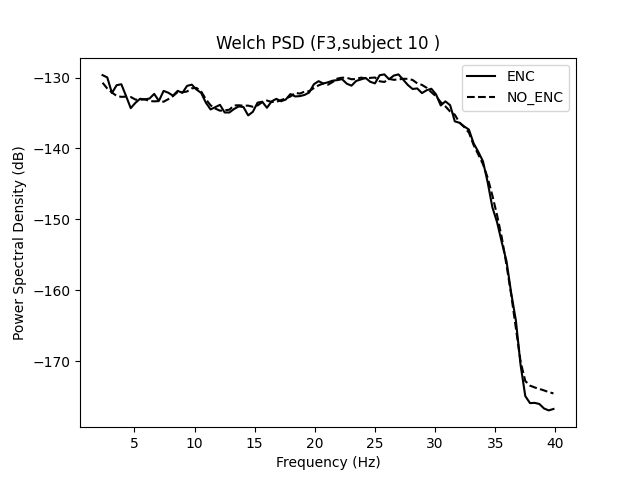 Welch PSD (F3,subject 10 )
ENC
NO_ENC
Power Spectral Density (dB)
−130
−140
−150
−160
−170
5 10 15 20 25 30 35 40
Frequency (Hz)